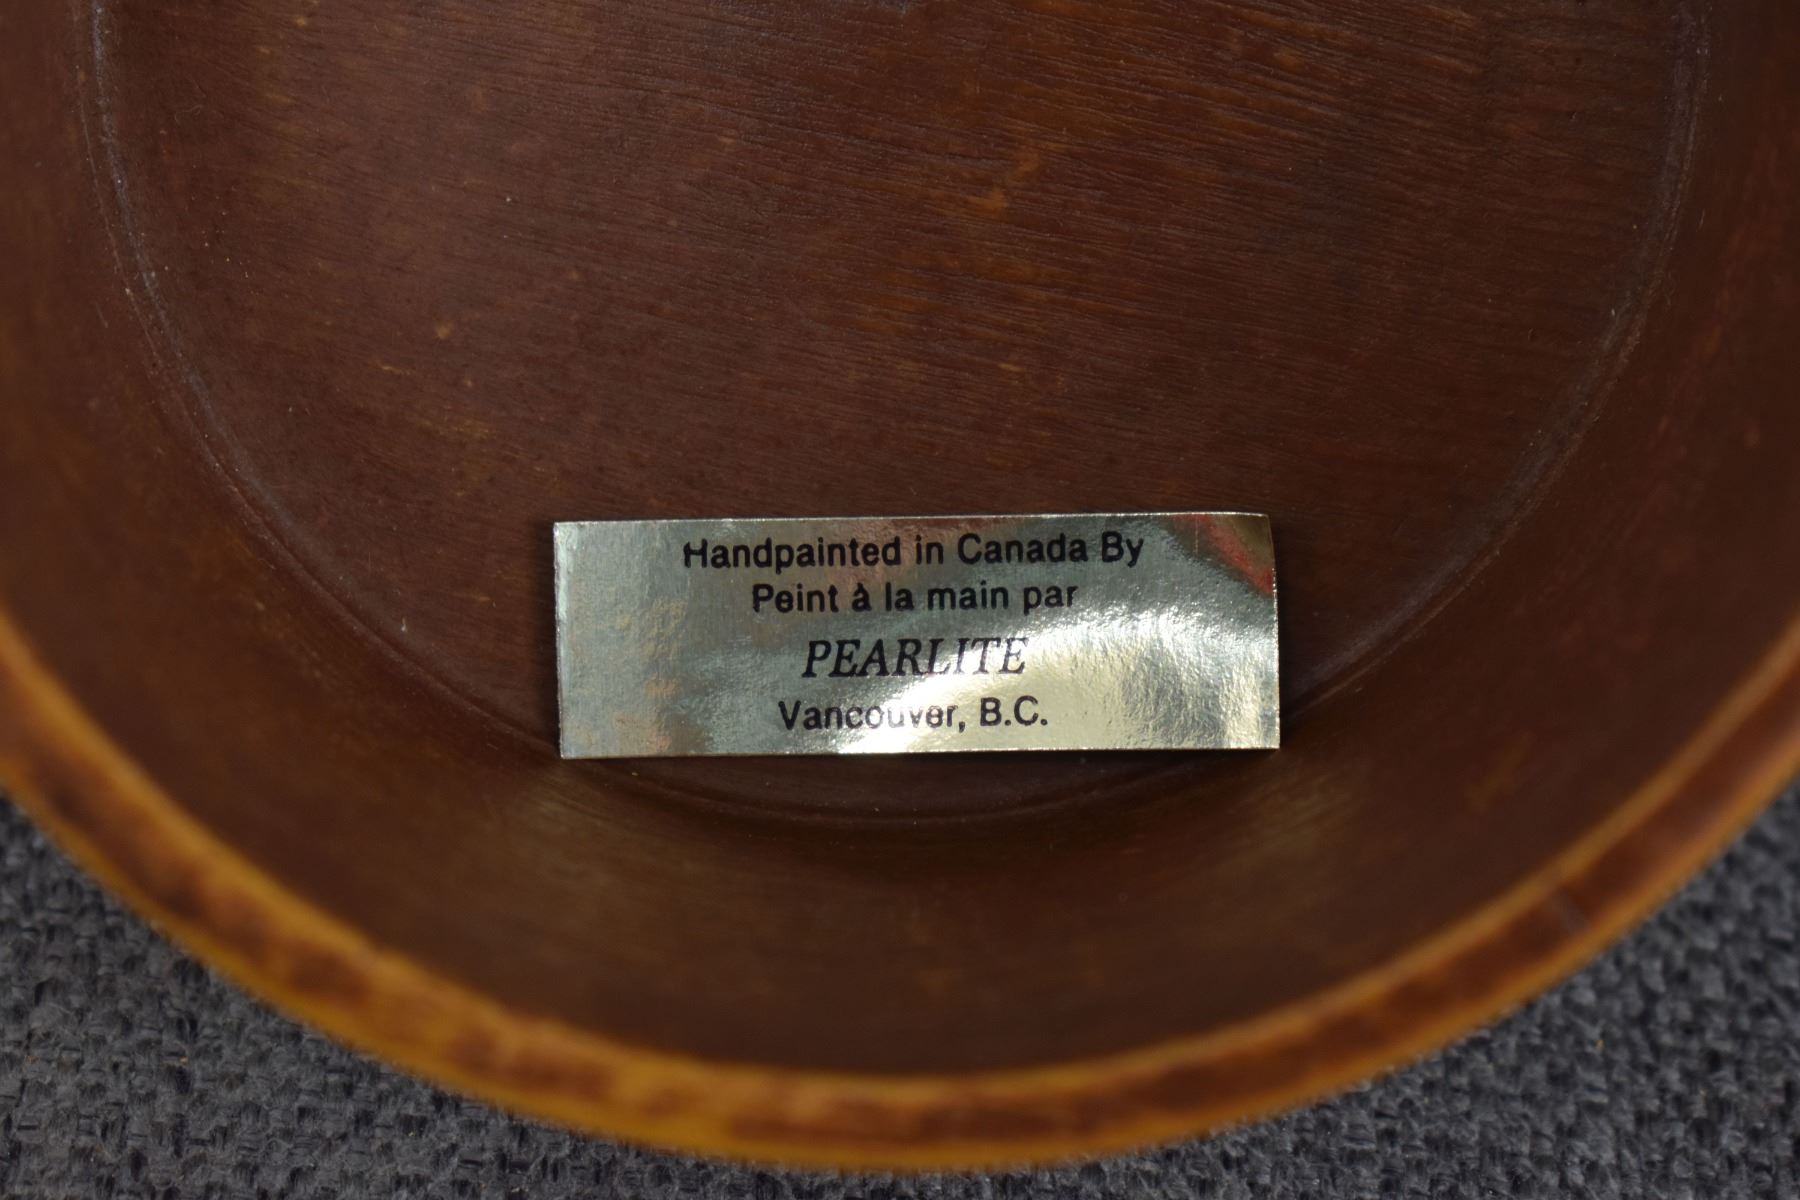 Handpainted in Canada By
Peint à la main par
PEARLITE
Vancouver, B.C.